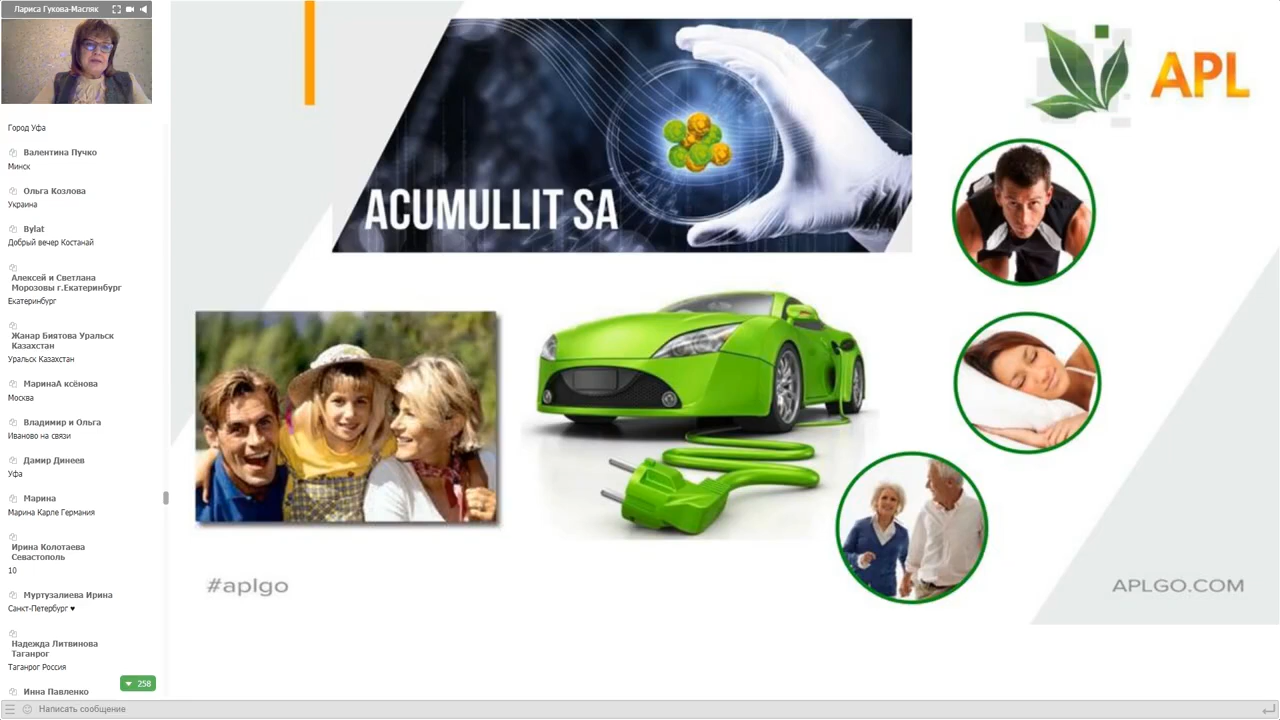 Лариса Гукова-Масляк
Город Уфа
Валентина Пучко
Минск
Ольга Козлова
Украина
Bylat
Добрый вечер Костанай
Алексей и Светлана
Морозовы г.Екатеринбург
Екатеринбург
Жанар Биятова Уральск
Казахстан
Уральск Казахстан
МаринаА ксёнова
Москва
Владимир и Ольга
Иваново на связи
Дамир Динеев
Уфа
Марина
Марина Карле Германия
Ирина Колотаева
Севастополь
10
Муртузалиева Ирина
Санкт-Петербург ♥
Надежда Литвинова
Таганрог
Таганрог Россия
Инна Павленко
258
Написать сообщение
ACUMULLIT SA
APL
#aplgo
APLGO.COM